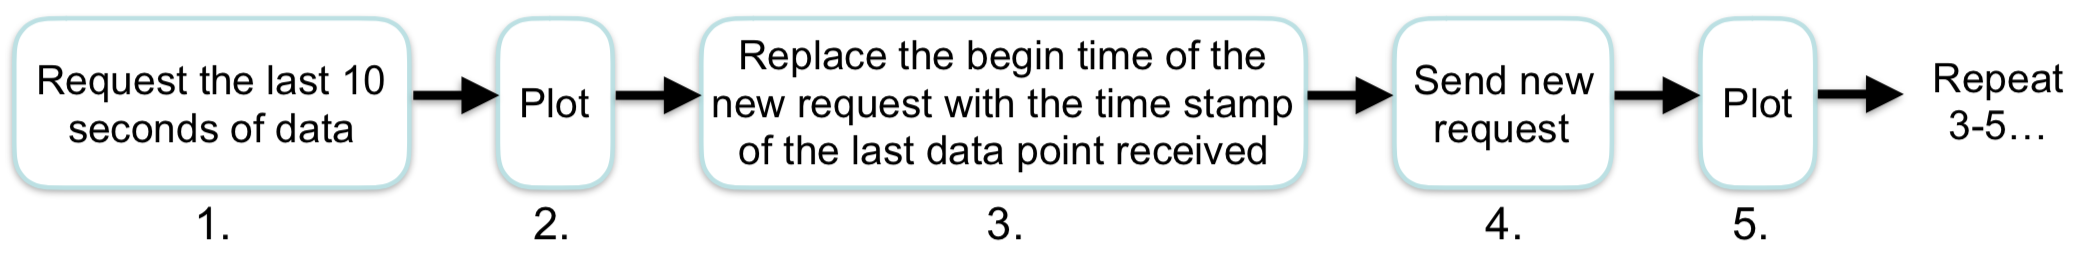 Request the last 10
seconds of data
1.
Plot
2.
Replace the begin time of the
new request with the time stamp
of the last data point received
3.
Send new
request
4.
Plot
5.
Repeat
3-5…